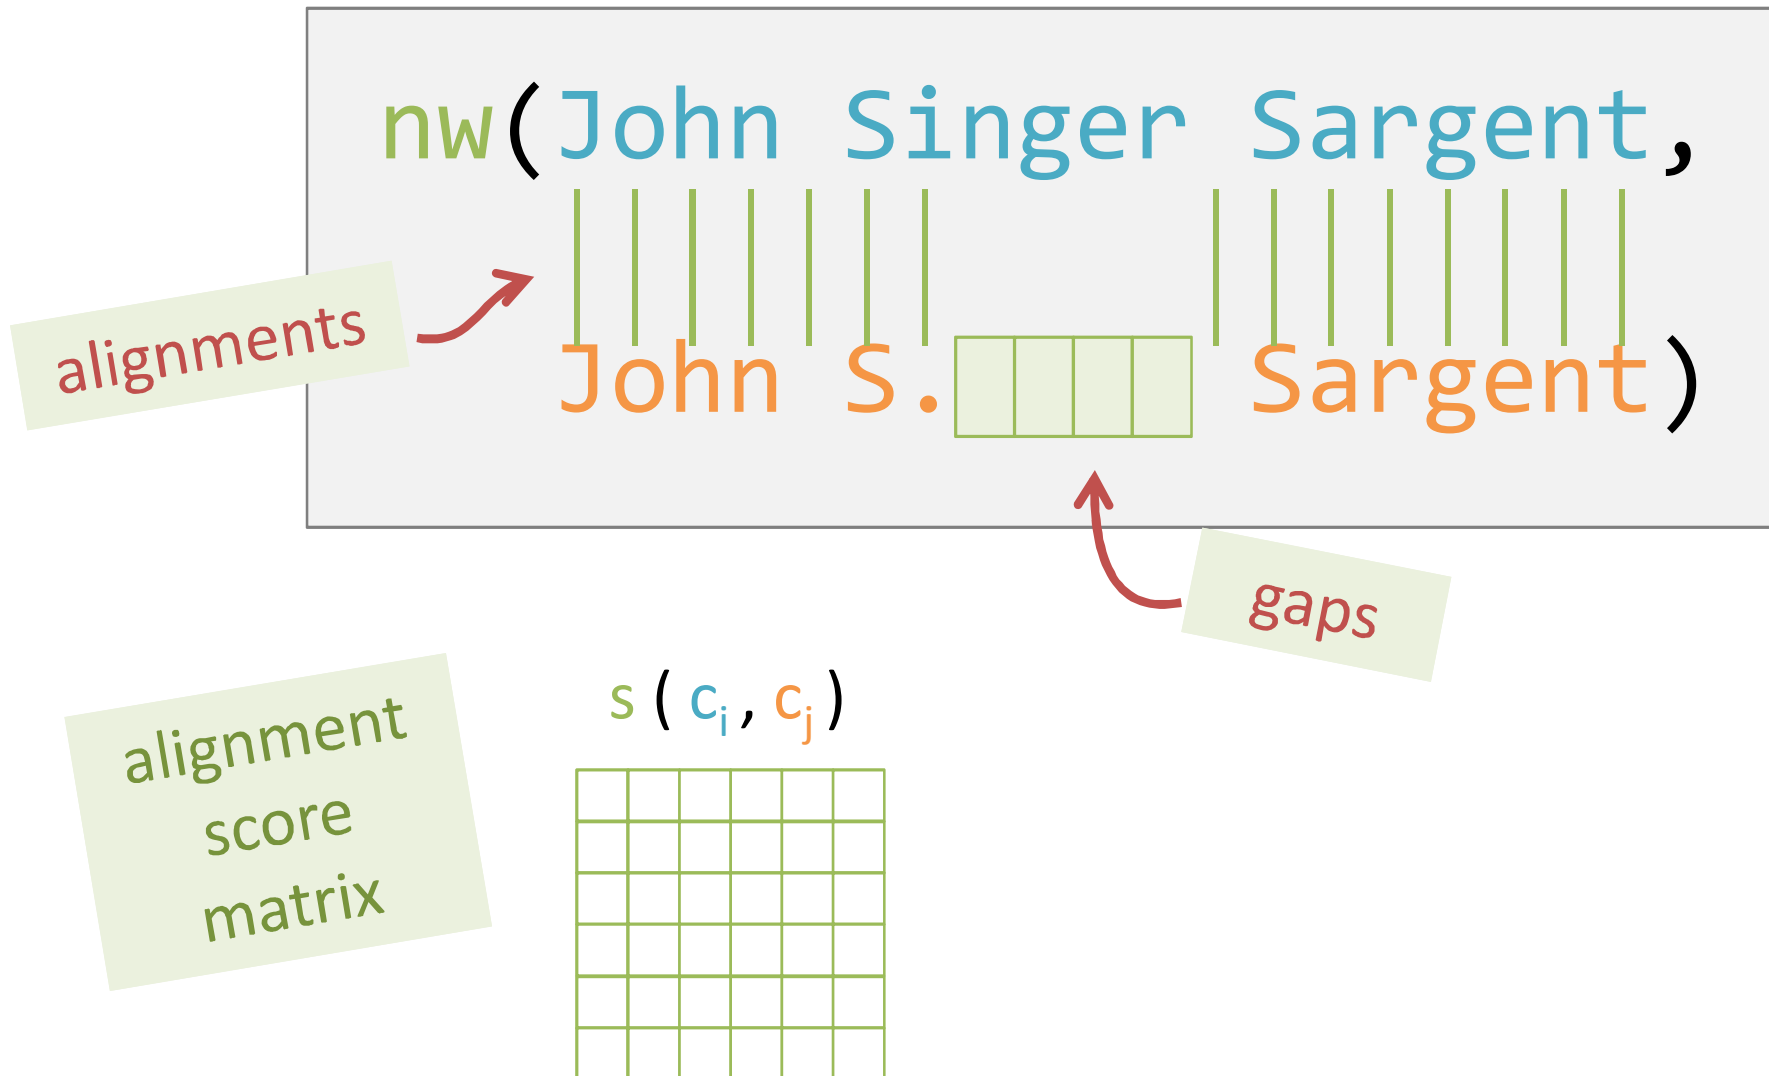 nw(John Singer Sargent,
alignments
John S. Sargent)
gaps
s(ci,cj)
alignment
score
matrix